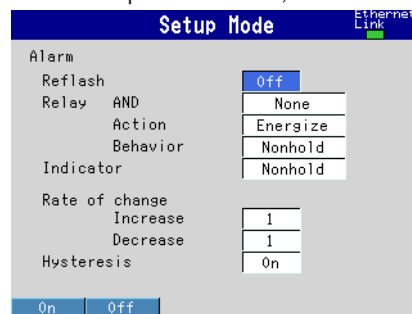 Setup Mode
Ethernet
Link
Alarm
Reflash Off
Relay AND None
Action Energize
Behavior Nonhold
Indicator Nonhold
Rate of change
Increase 1
Decrease 1
Hysteresis On
On Off